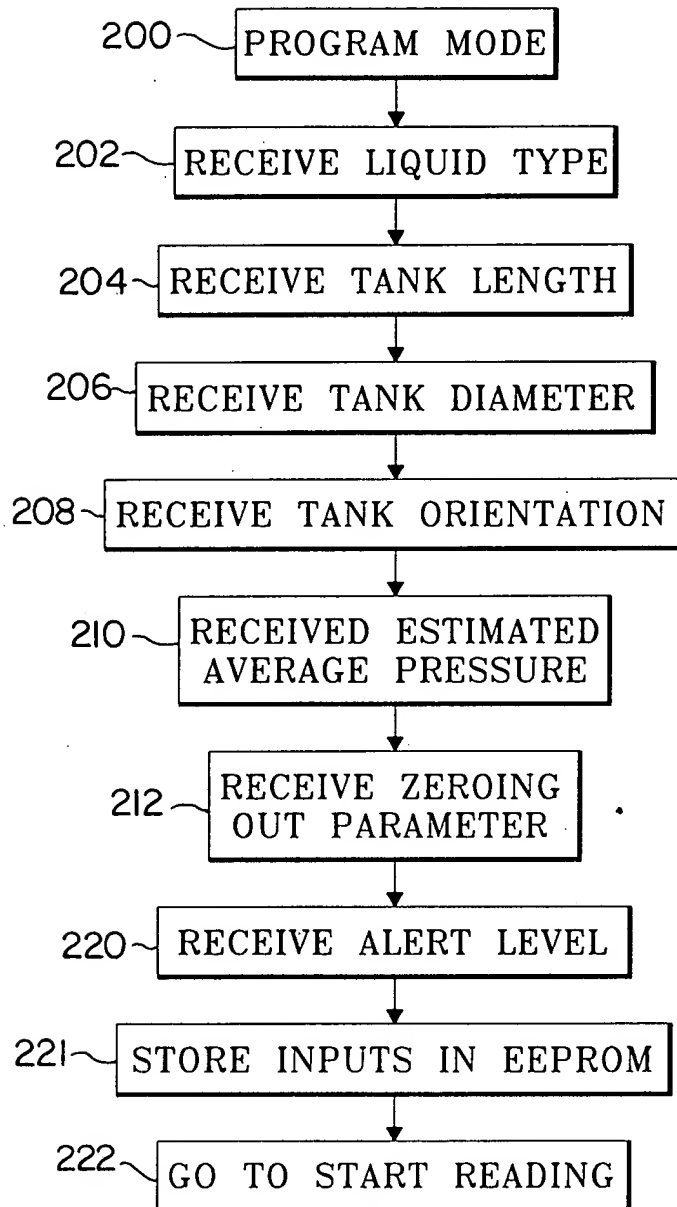 200 PROGRAM MODE
202 RECEIVE LIQUID TYPE
204 RECEIVE TANK LENGTH
206 RECEIVE TANK DIAMETER
208 RECEIVE TANK ORIENTATION
210 RECEIVED ESTIMATED
AVERAGE PRESSURE
212 RECEIVE ZEROING
OUT PARAMETER
220 RECEIVE ALERT LEVEL
221 STORE INPUTS IN EEPROM
222 GO TO START READING